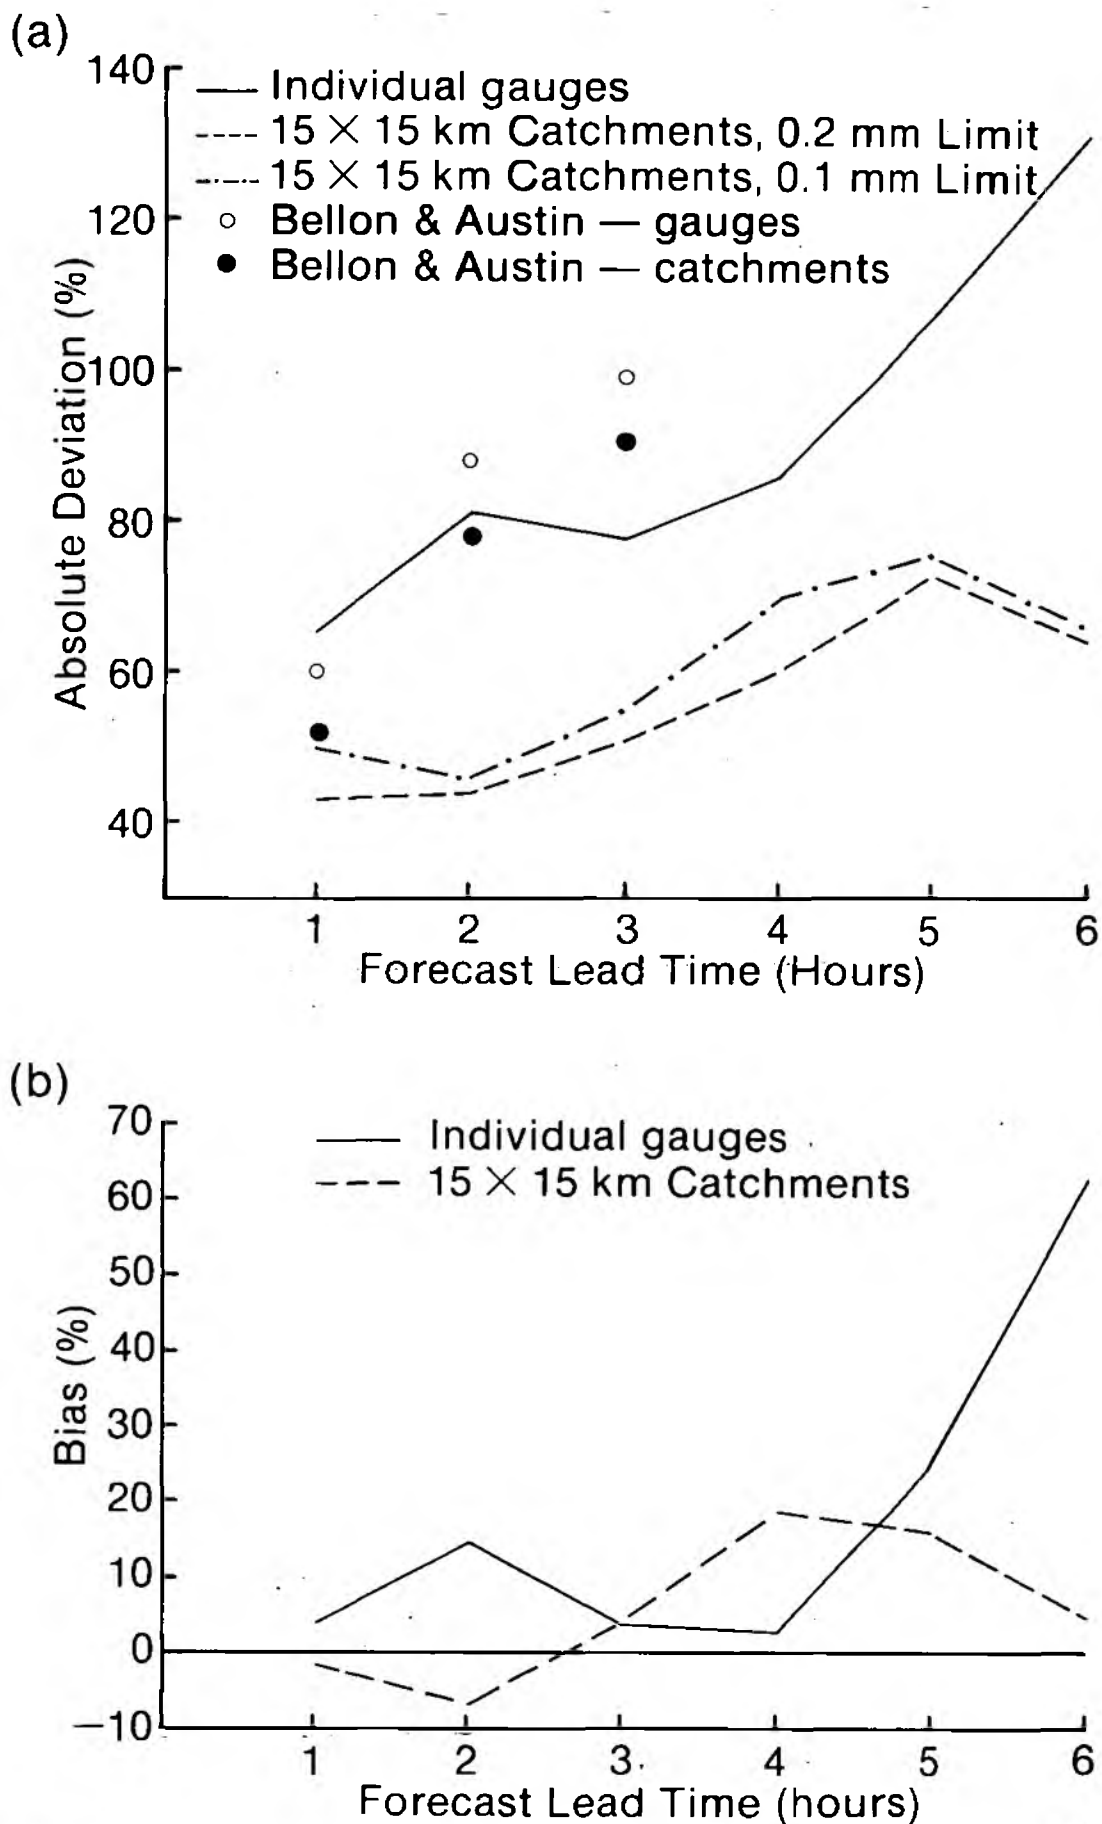 (a)
140
Individual gauges
15 × 15 km Catchments, 0.2 mm Limit
15 × 15 km Catchments, 0.1 mm Limit
120
Bellon & Austin — gauges
Bellon & Austin — catchments
100
80
60
40
Absolute Deviation (%)
1 2 3 4 5 6
Forecast Lead Time (Hours)
(b)
70
Individual gauges
60
15 × 15 km Catchments
50
40
30
20
10
0
−10
Bias (%)
1 2 3 4 5 6
Forecast Lead Time (hours)